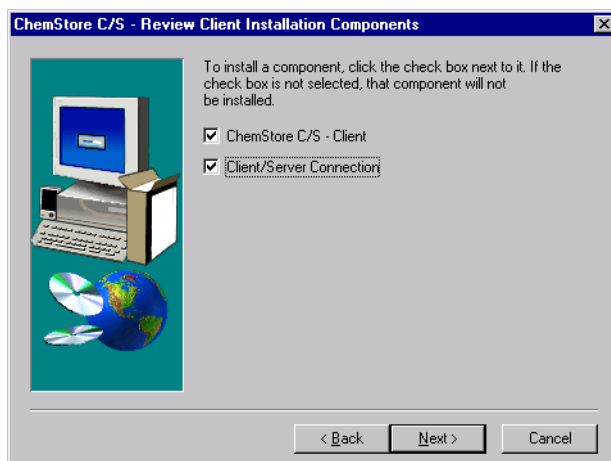 ChemStore C/S - Review Client Installation Components
To install a component, click the check box next to it. If the
check box is not selected, that component will not
be installed.
ChemStore C/S - Client
Client/Server Connection
< Back
Next >
Cancel